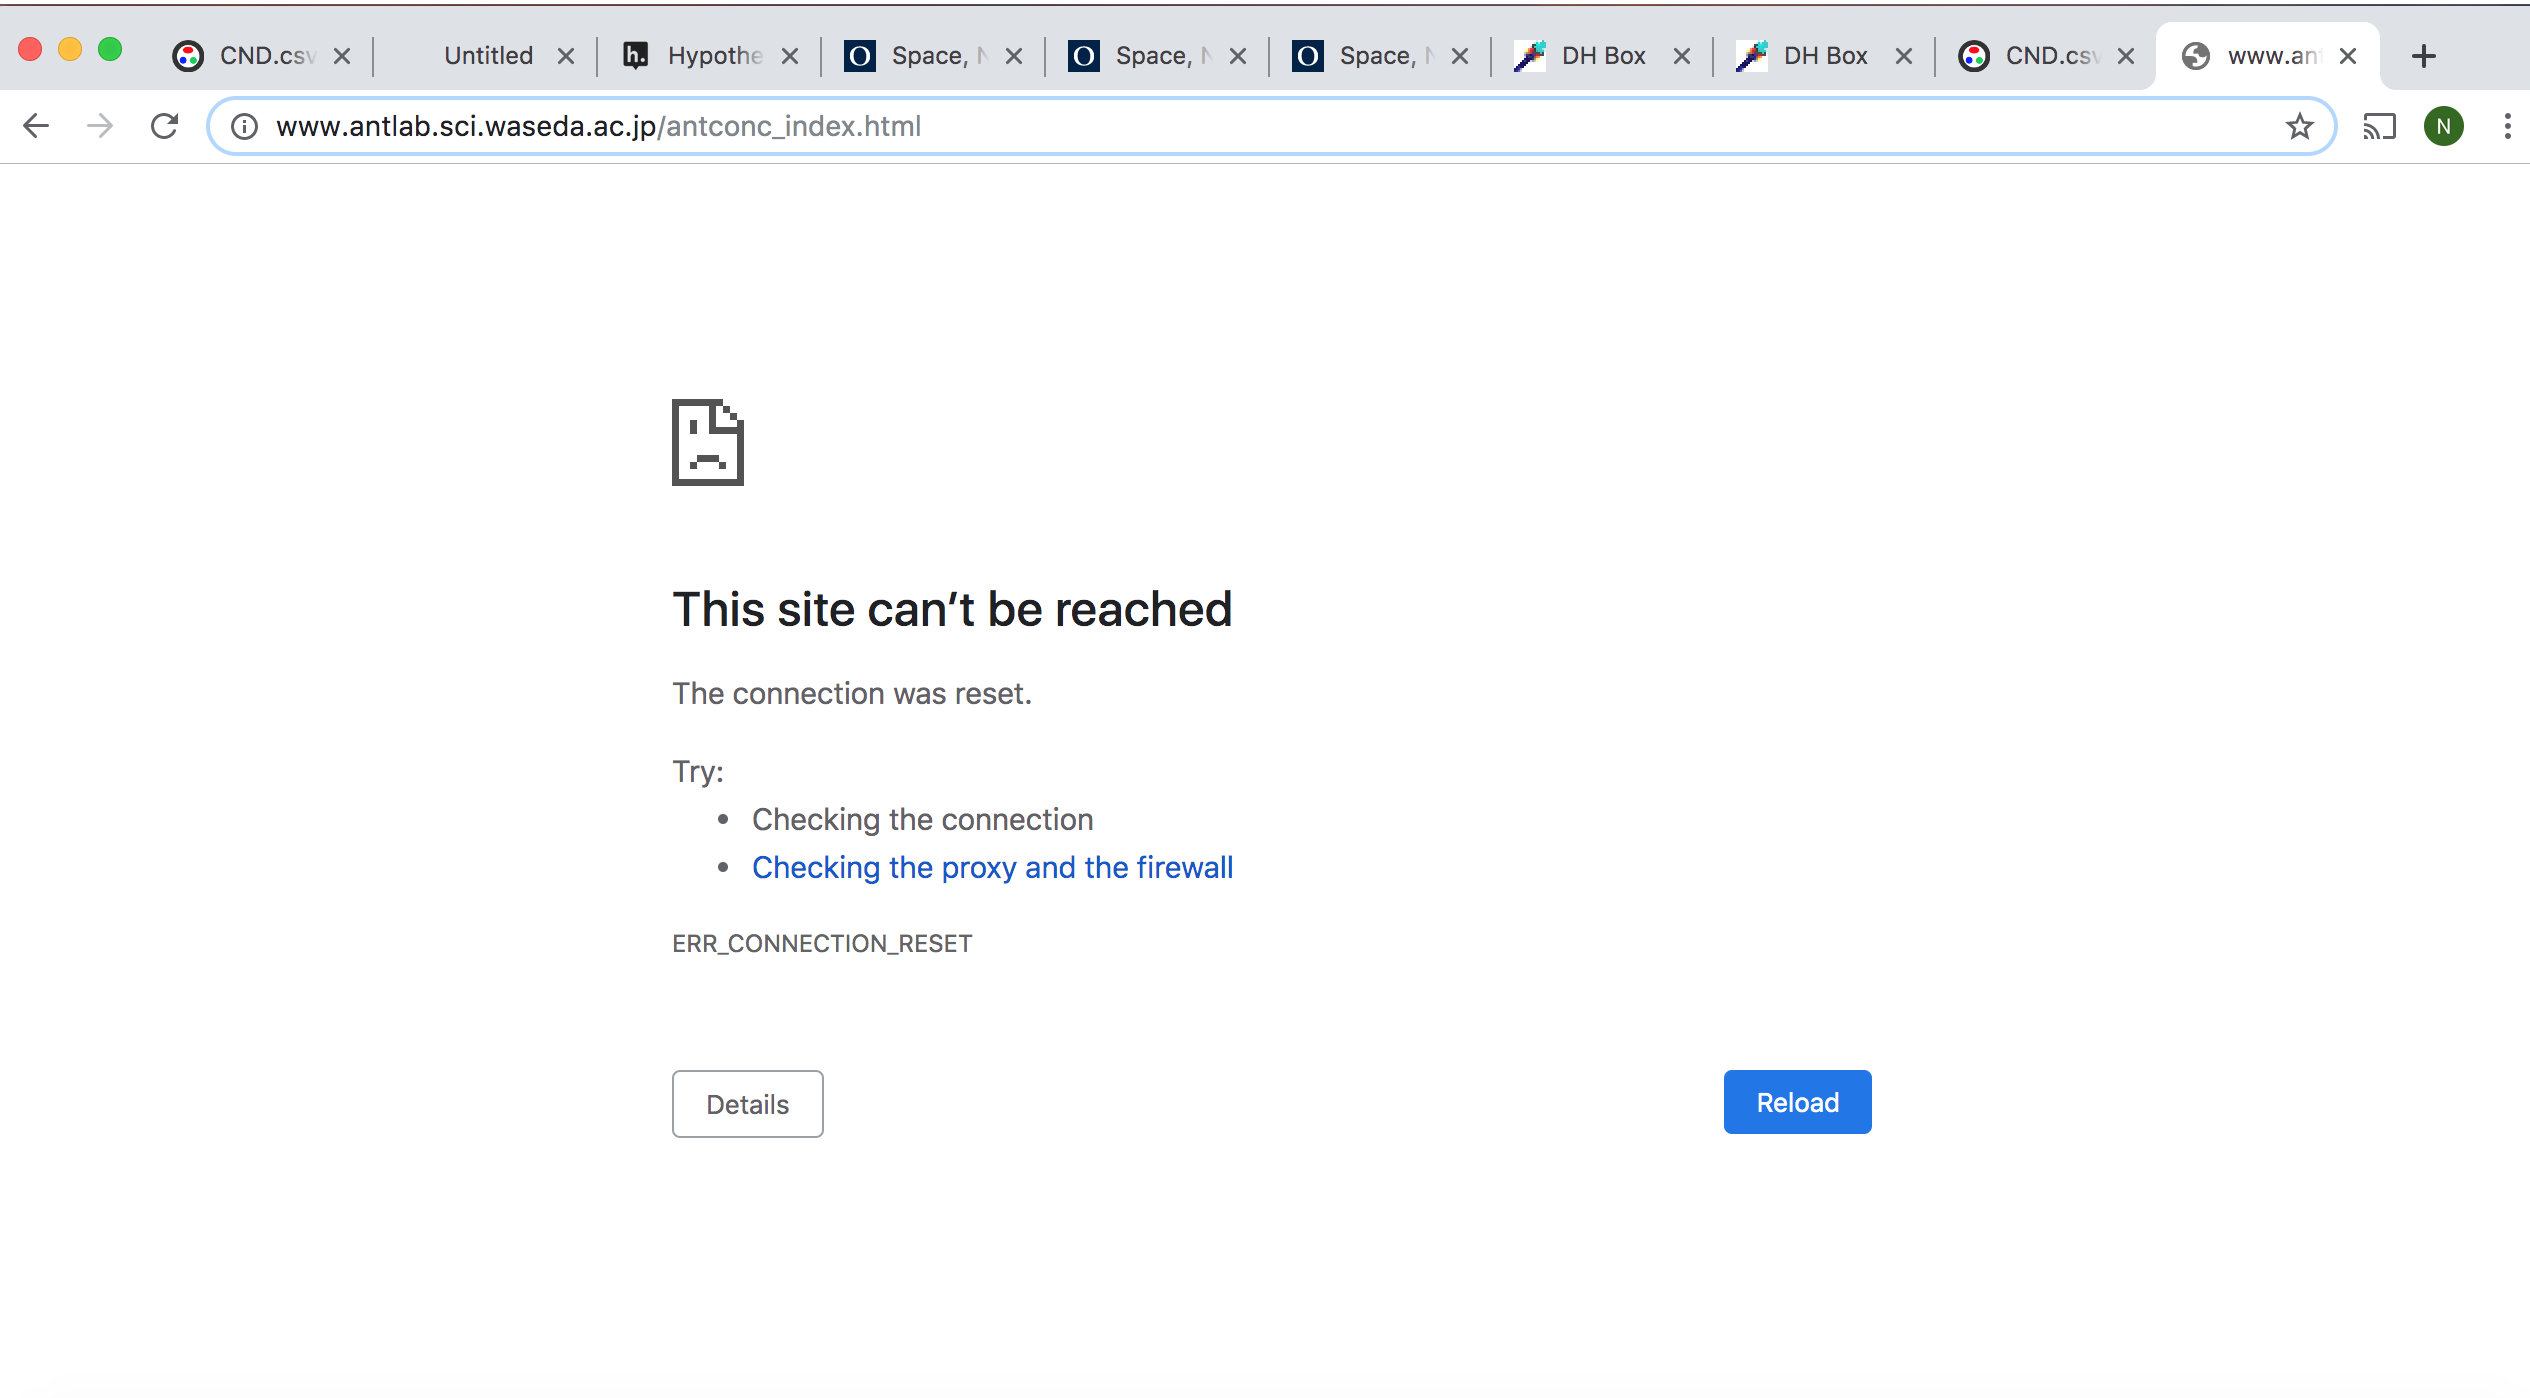 CND.csv Untitled Hypothe Space, N Space, N Space, N DH Box DH Box CND.csv www.ant
www.antlab.sci.waseda.ac.jp/antconc_index.html N
This site can’t be reached
The connection was reset.
Try:
• Checking the connection
• Checking the proxy and the firewall
ERR_CONNECTION_RESET
Details Reload